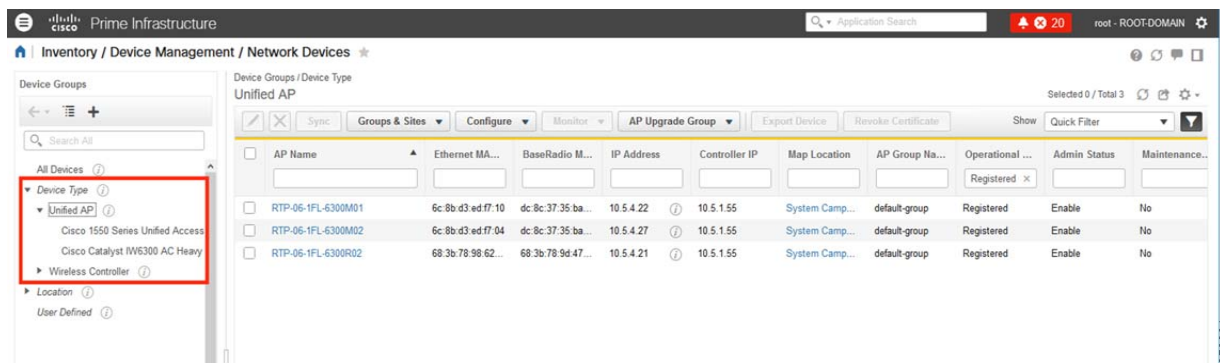 cisco Prime Infrastructure
Application Search
20
root - ROOT-DOMAIN
Inventory / Device Management / Network Devices
Device Groups
Search All
All Devices
Device Type
Unified AP
Cisco 1550 Series Unified Access
Cisco Catalyst IW6300 AC Heavy
Wireless Controller
Location
User Defined
Device Groups / Device Type
Unified AP
Selected 0 / Total 3
Sync Groups & Sites Configure Monitor AP Upgrade Group Export Device Revoke Certificate Show Quick Filter
AP Name Ethernet MA... BaseRadio M... IP Address Controller IP Map Location AP Group Na... Operational ... Admin Status Maintenance..
Registered ×
RTP-06-1FL-6300M01 6c:8b:d3:ed:f7:10 dc:8c:37:35:ba... 10.5.4.22 10.5.1.55 System Camp... default-group Registered Enable No
RTP-06-1FL-6300M02 6c:8b:d3:ed:f7:04 dc:8c:37:35:ba... 10.5.4.27 10.5.1.55 System Camp... default-group Registered Enable No
RTP-06-1FL-6300R02 68:3b:78:98:62... 68:3b:78:9d:47... 10.5.4.21 10.5.1.55 System Camp... default-group Registered Enable No